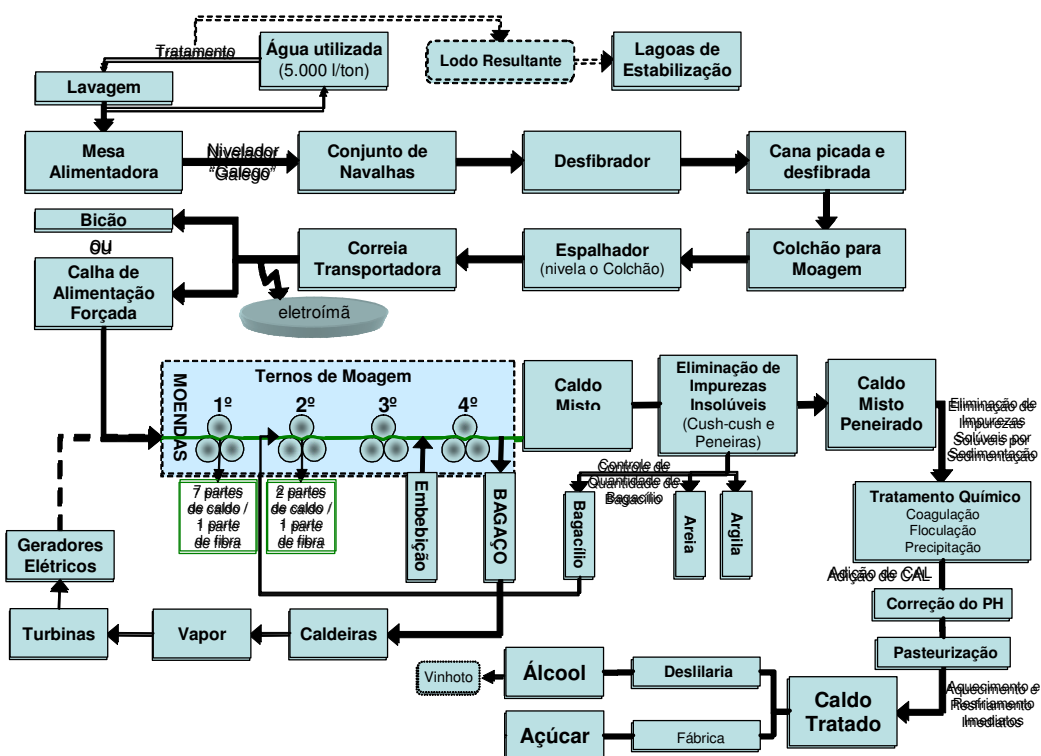 Tratamento
Água utilizada
(5.000 l/ton)
Lodo Resultante
Lagoas de
Estabilização
Lavagem
Mesa
Alimentadora
Nivelador
"Galego"
Conjunto de
Navalhas
Desfibrador
Cana picada e
desfibrada
Bicão
ou
Calha de
Alimentação
Forçada
Correia
Transportadora
Espalhador
(nivela o Colchão)
Colchão para
Moagem
eletroímã
MOENDAS
Ternos de Moagem
1º
2º
3º
4º
Caldo
Misto
Eliminação de
Impurezas
Insolúveis
(Cush-cush e
Peneiras)
Caldo
Misto
Peneirado
Eliminação de
Impurezas
Solúveis por
Sedimentação
7 partes
de caldo /
1 parte
de fibra
2 partes
de caldo /
1 parte
de fibra
Embebição
BAGAÇO
Controle de
Quantidade de
Bagacílio
Bagacílio
Areia
Argila
Tratamento Químico
Coagulação
Floculação
Precipitação
Adição de CAL
Correção do PH
Pasteurização
Aquecimento e
Resfriamento
Imediatos
Geradores
Elétricos
Turbinas
Vapor
Caldeiras
Vinhoto
Álcool
Deslilaria
Açúcar
Fábrica
Caldo
Tratado